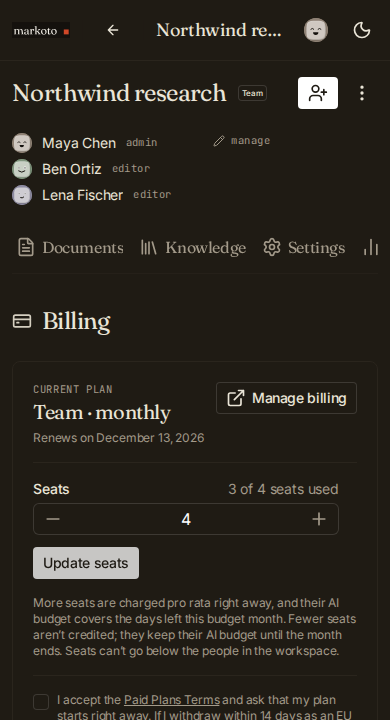 markoto
Northwind re...
Northwind research Team
Maya Chen admin
manage
Ben Ortiz editor
Lena Fischer editor
Documents Knowledge Settings
Billing
CURRENT PLAN
Manage billing
Team · monthly
Renews on December 13, 2026
Seats 3 of 4 seats used
4
Update seats
More seats are charged pro rata right away, and their AI
budget covers the days left this budget month. Fewer seats
aren't credited; they keep their AI budget until the month
ends. Seats can't go below the people in the workspace.
I accept the Paid Plans Terms and ask that my plan
starts right away. If I withdraw within 14 days as an EU